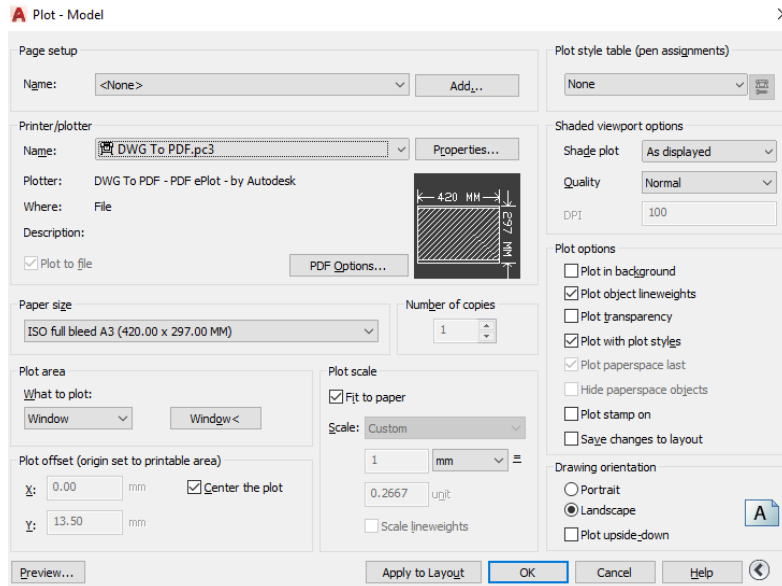 Plot - Model
Page setup
Name: <None> Add...
Printer/plotter
Name: DWG To PDF.pc3 Properties...
Plotter: DWG To PDF - PDF ePlot - by Autodesk
Where: File
Description:
Plot to file
PDF Options...
420 MM
297 MM
Paper size
ISO full bleed A3 (420.00 x 297.00 MM)
Number of copies
1
Plot area
What to plot:
Window Window<
Plot scale
Fit to paper
Scale: Custom
1 mm =
0.2667 unit
Scale lineweights
Plot offset (origin set to printable area)
X: 0.00 mm Center the plot
Y: 13.50 mm
Plot style table (pen assignments)
None
Shaded viewport options
Shade plot As displayed
Quality Normal
DPI 100
Plot options
Plot in background
Plot object lineweights
Plot transparency
Plot with plot styles
Plot paperspace last
Hide paperspace objects
Plot stamp on
Save changes to layout
Drawing orientation
Portrait
Landscape
Plot upside-down
A
Preview... Apply to Layout OK Cancel Help